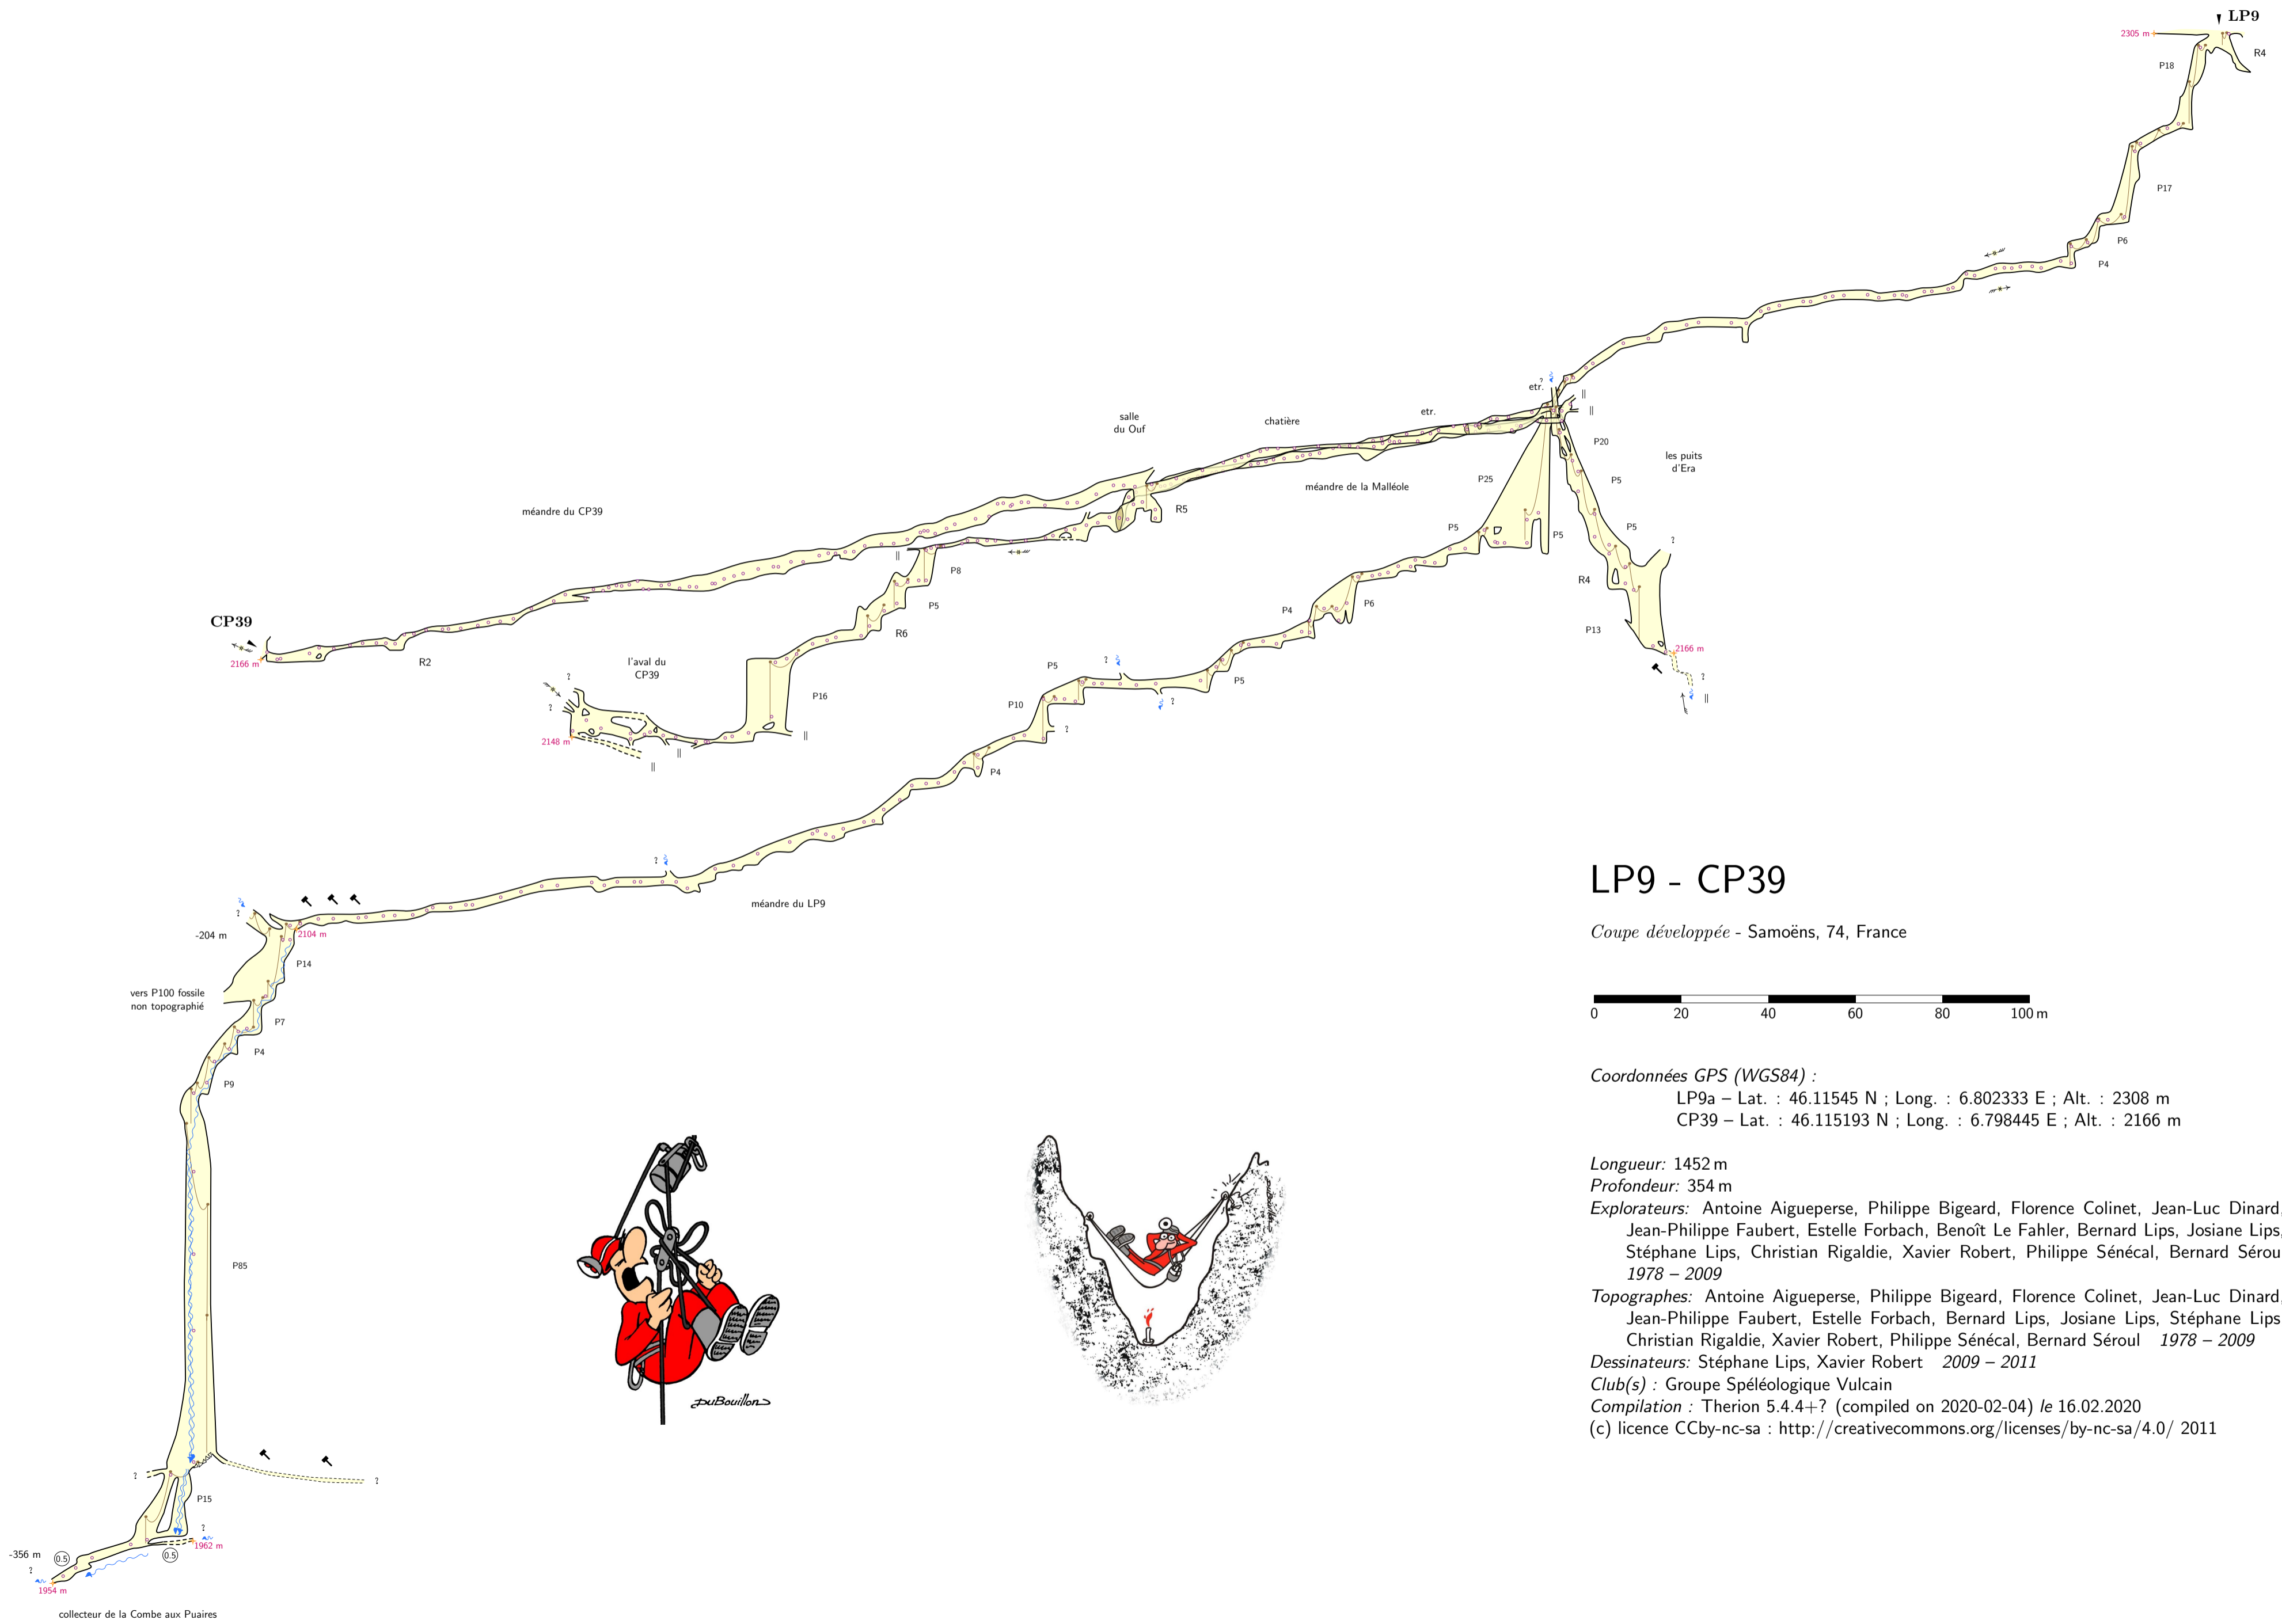 LP9
2305 m
R4
P18
P17
P6
P4
?
etr.
||
||
salle
du Ouf
chatière
etr.
P20
les puits
d'Era
P25
P5
méandre de la Malléole
méandre du CP39
R5
P5
P5
P5
?
||
P8
R4
P5
P4
P6
CP39
R6
P13
2166 m
R2
l'aval du
CP39
2166 m
?
?
P5
?
P5
?
||
P16
?
P10
?
||
2148 m
||
||
P4
?
LP9 - CP39
méandre du LP9
?
-204 m
2104 m
Coupe développée - Samoëns, 74, France
P14
vers P100 fossile
non topographié
0 20 40 60 80 100 m
P7
P4
P9
Coordonnées GPS (WGS84) :
LP9a – Lat. : 46.11545 N ; Long. : 6.802333 E ; Alt. : 2308 m
CP39 – Lat. : 46.115193 N ; Long. : 6.798445 E ; Alt. : 2166 m
Longueur: 1452 m
Profondeur: 354 m
Explorateurs: Antoine Aigueperse, Philippe Bigeard, Florence Colinet, Jean-Luc Dinard,
Jean-Philippe Faubert, Estelle Forbach, Benoît Le Fahler, Bernard Lips, Josiane Lips,
Stéphane Lips, Christian Rigaldie, Xavier Robert, Philippe Sénécal, Bernard Sérou
1978 – 2009
Topographes: Antoine Aigueperse, Philippe Bigeard, Florence Colinet, Jean-Luc Dinard,
Jean-Philippe Faubert, Estelle Forbach, Bernard Lips, Josiane Lips, Stéphane Lips
Christian Rigaldie, Xavier Robert, Philippe Sénécal, Bernard Séroul 1978 – 2009
Dessinateurs: Stéphane Lips, Xavier Robert 2009 – 2011
Club(s) : Groupe Spéléologique Vulcain
Compilation : Therion 5.4.4+? (compiled on 2020-02-04) le 16.02.2020
(c) licence CCby-nc-sa : http://creativecommons.org/licenses/by-nc-sa/4.0/ 2011
P85
DuBouillon
?
?
P15
?
1962 m
-356 m
0.5
0.5
?
1954 m
collecteur de la Combe aux Puaires